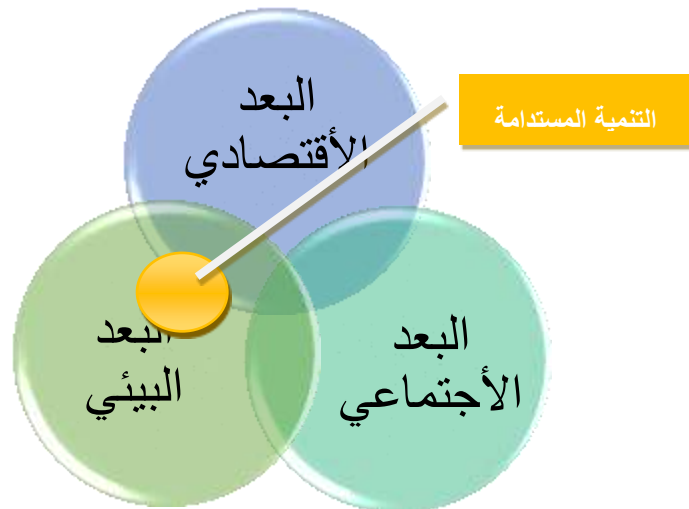 البعد
الأقتصادي
التنمية المستدامة
البعد
الأجتماعي
البعد
البيئي